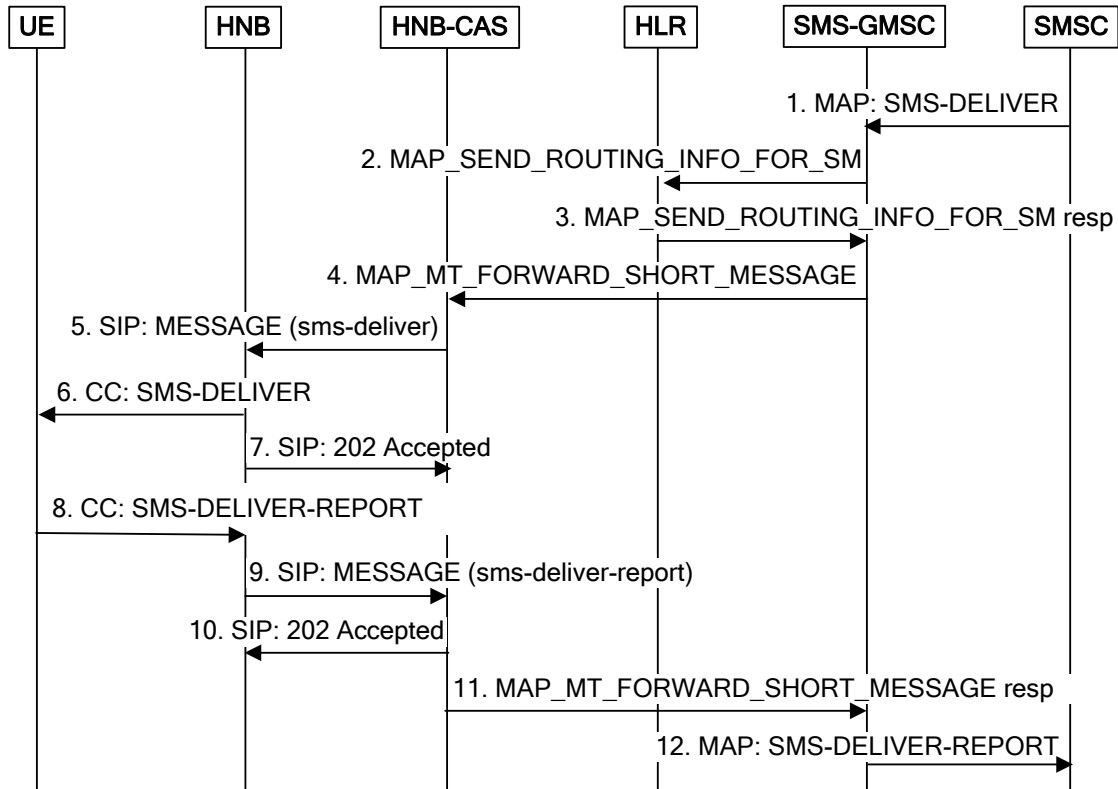 UE
HNB
HNB-CAS
HLR
SMS-GMSC
SMSC
1. MAP: SMS-DELIVER
2. MAP_SEND_ROUTING_INFO_FOR_SM
3. MAP_SEND_ROUTING_INFO_FOR_SM resp
4. MAP_MT_FORWARD_SHORT_MESSAGE
5. SIP: MESSAGE (sms-deliver)
6. CC: SMS-DELIVER
7. SIP: 202 Accepted
8. CC: SMS-DELIVER-REPORT
9. SIP: MESSAGE (sms-deliver-report)
10. SIP: 202 Accepted
11. MAP_MT_FORWARD_SHORT_MESSAGE resp
12. MAP: SMS-DELIVER-REPORT